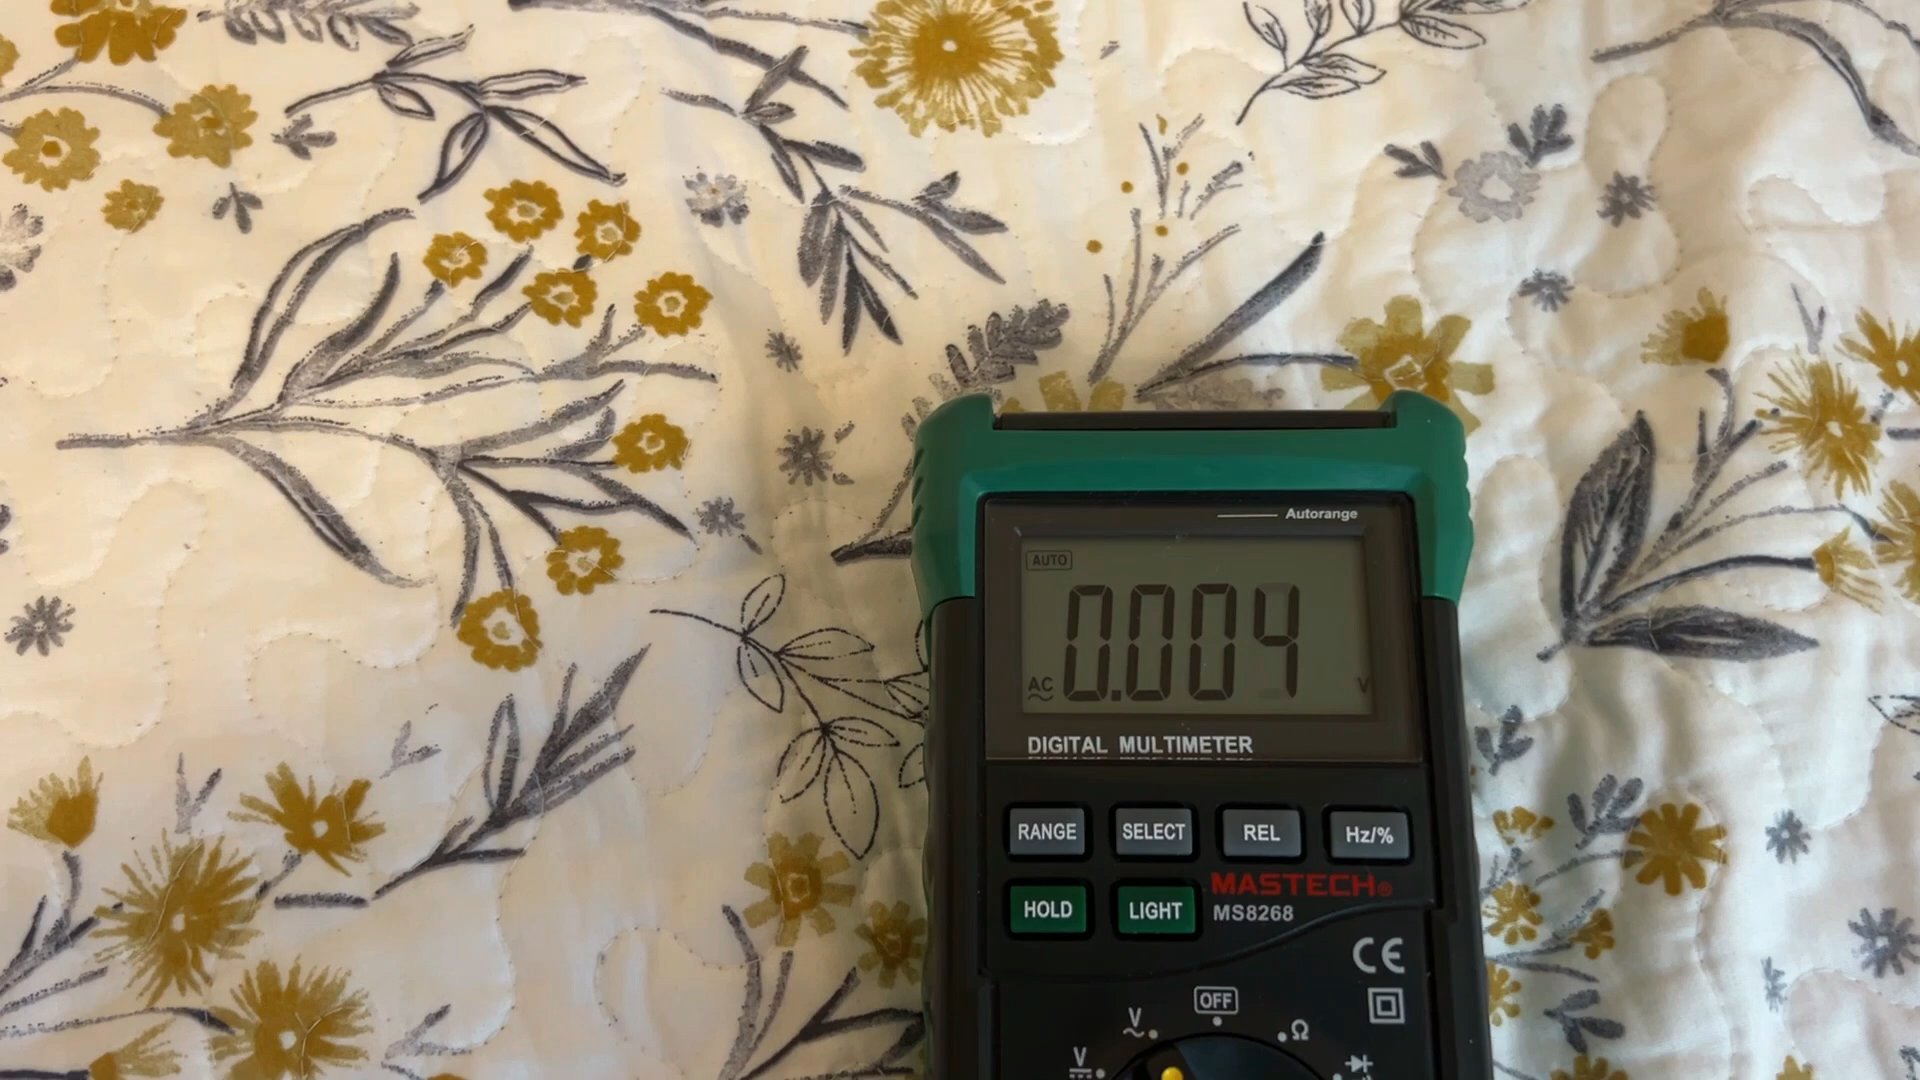 Autorange
AUTO
AC 0.004 V
DIGITAL MULTIMETER
RANGE SELECT REL Hz/%
HOLD LIGHT MASTECH®
MS8268
CE
OFF
V Ω
V